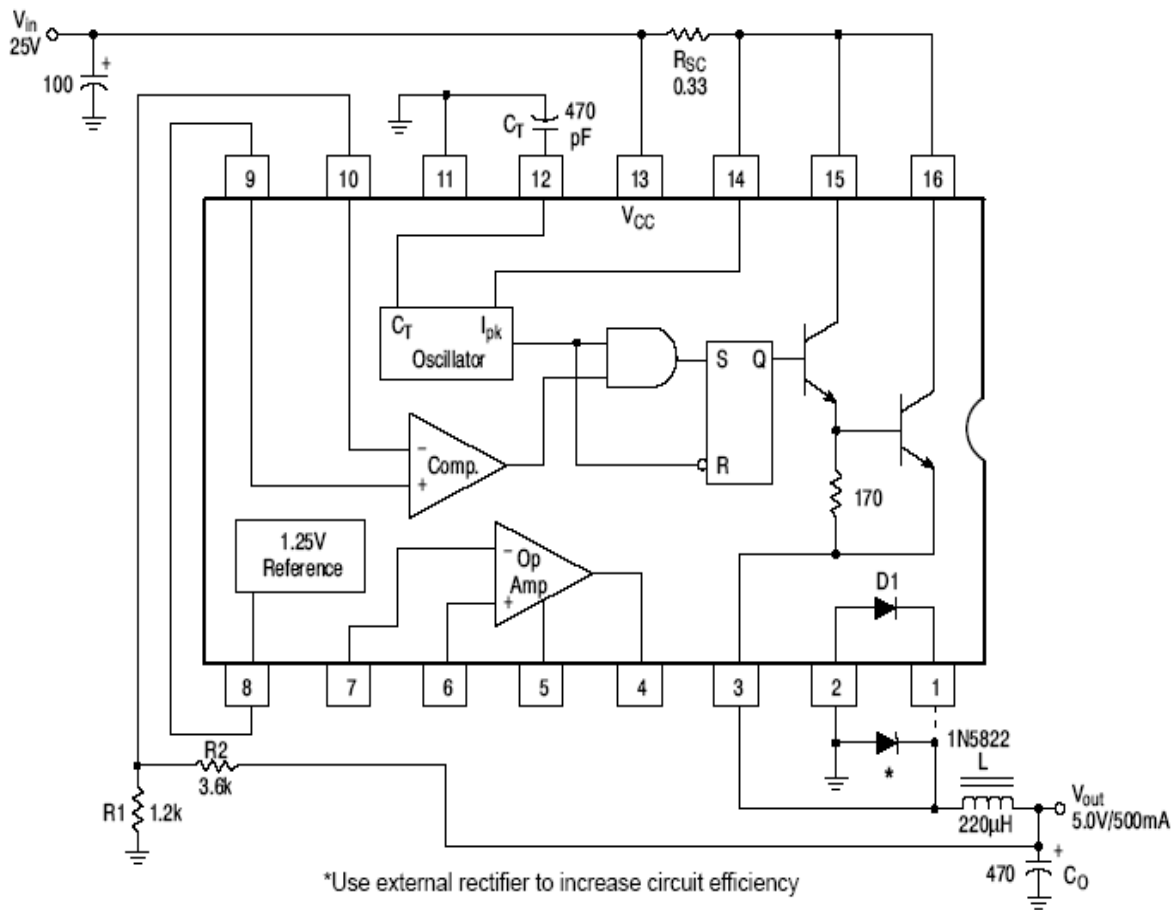 Vin
25V
100
+
RSC
0.33
CT
470
pF
9
10
11
12
13
14
15
16
VCC
CT
Ipk
Oscillator
S
Q
R
−
Comp.
+
170
1.25V
Reference
− Op
Amp
+
D1
8
7
6
5
4
3
2
1
1N5822
*
L
220µH
R2
3.6k
R1
1.2k
Vout
5.0V/500mA
+
470
CO
*Use external rectifier to increase circuit efficiency